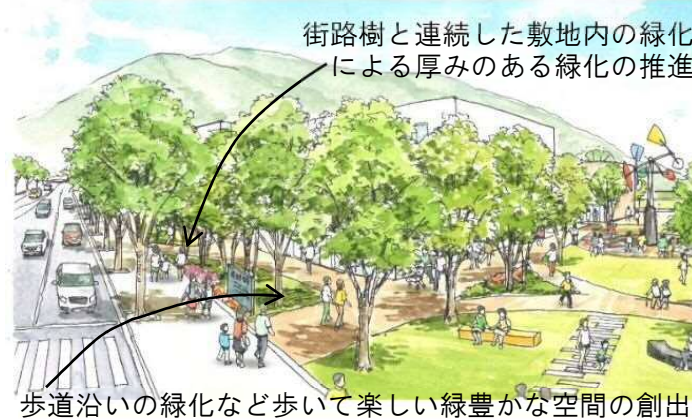 街路樹と連続した敷地内の緑化
による厚みのある緑化の推進
歩道沿いの緑化など歩いて楽しい緑豊かな空間の創出